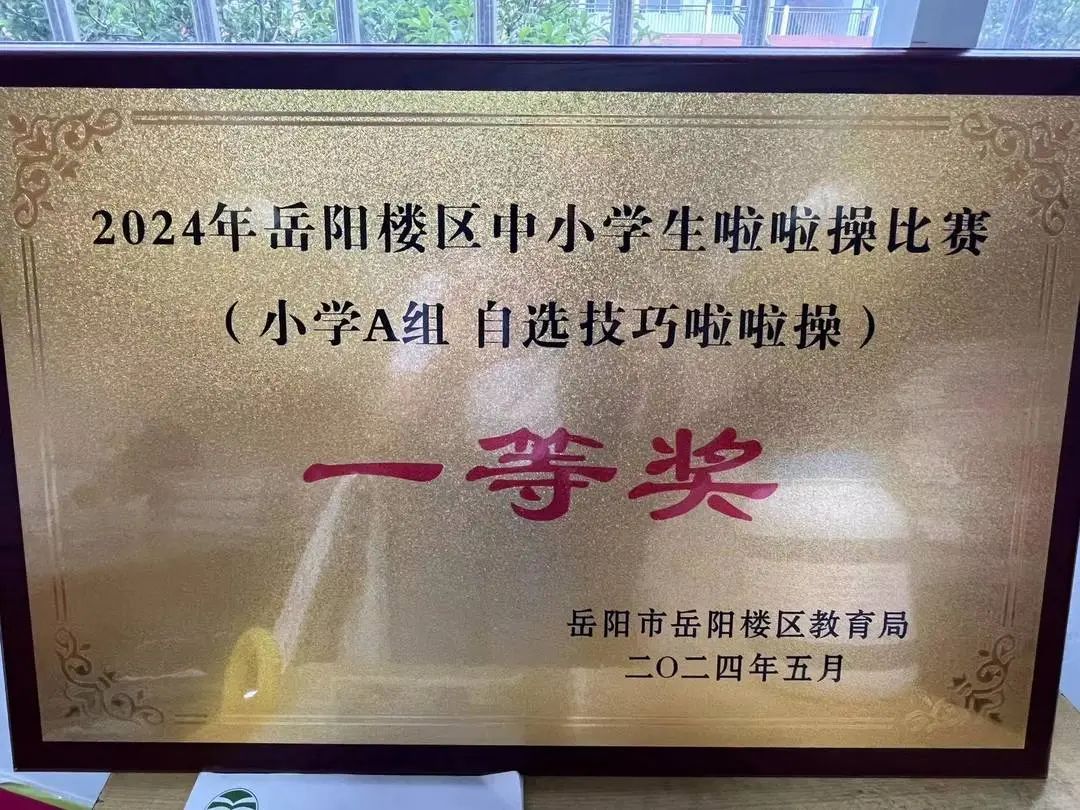 2024年岳阳楼区中小学生啦啦操比赛
（小学A组 自选技巧啦啦操）
一等奖
岳阳市岳阳楼区教育局
二〇二四年五月